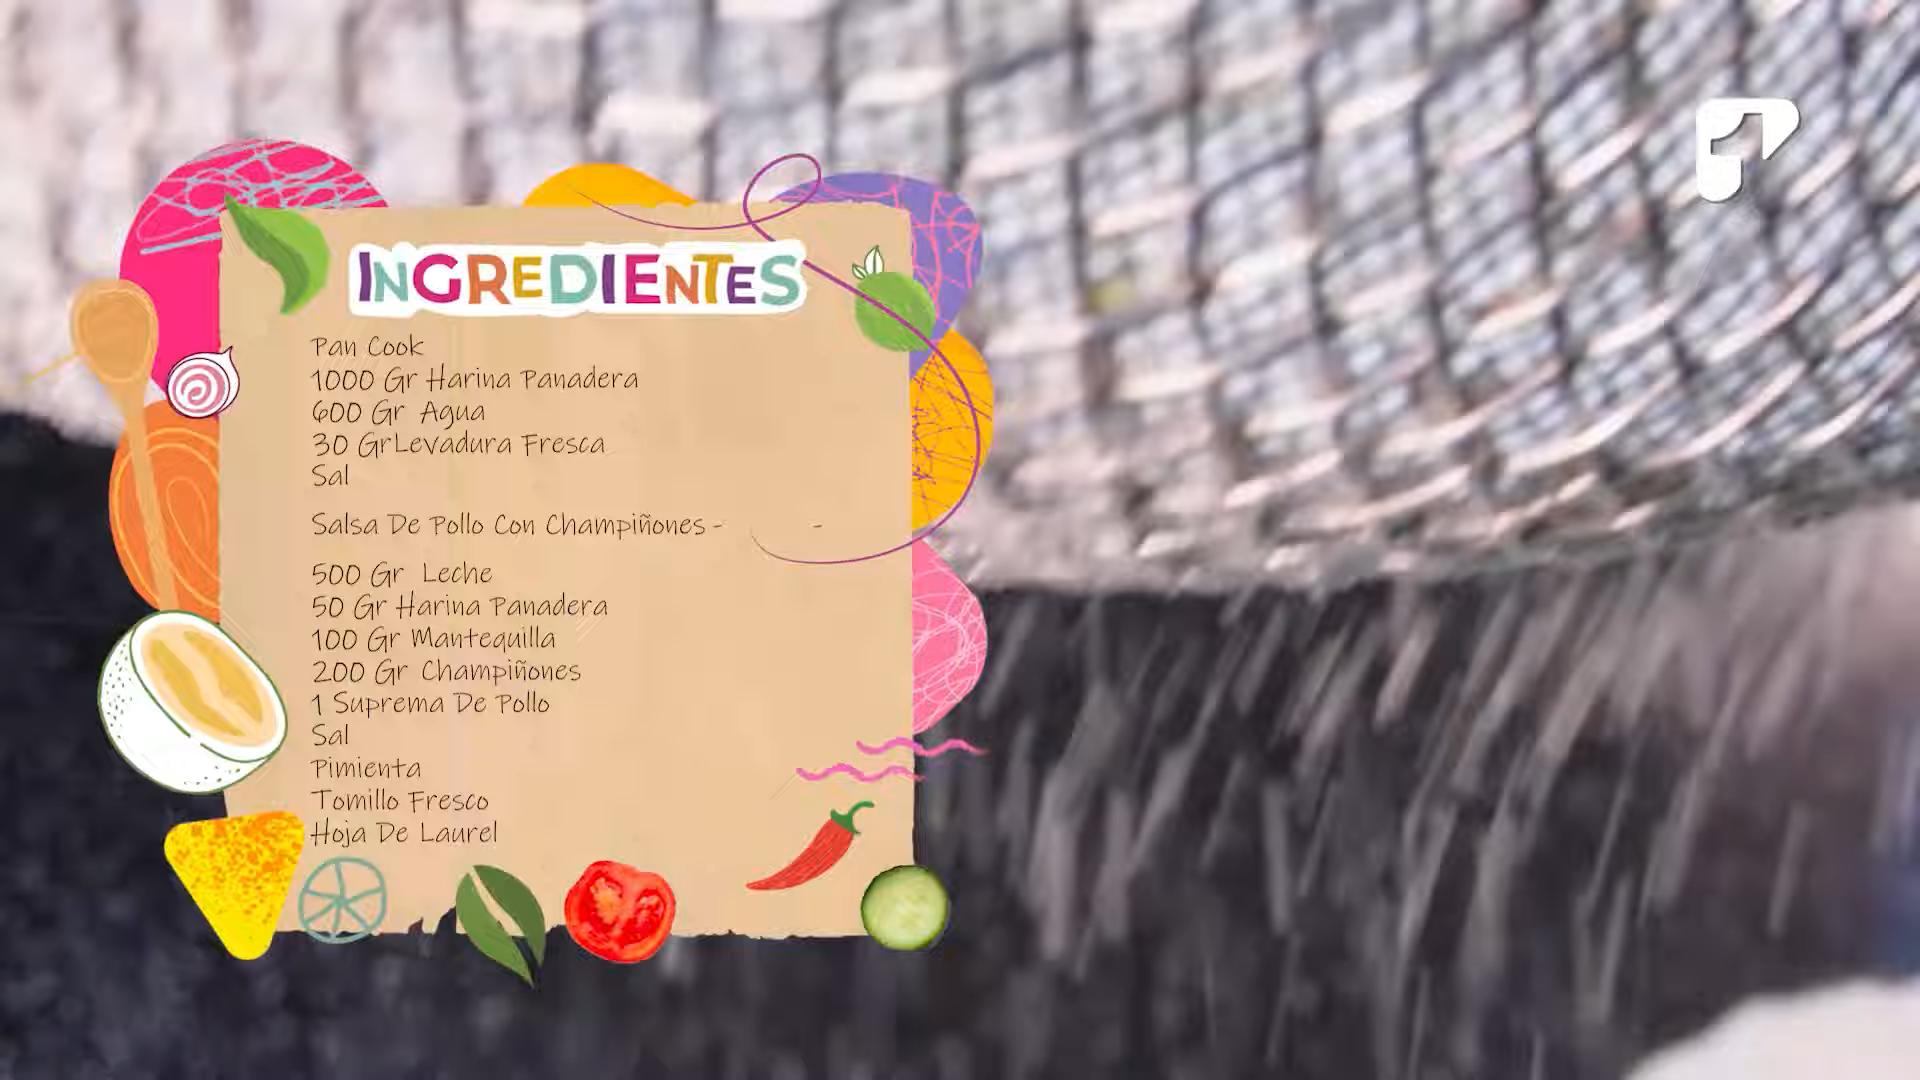 INGREDIENTES
Pan Cook
1000 Gr Harina Panadera
600 Gr Agua
30 GrLevadura Fresca
Sal
Salsa De Pollo Con Champiñones - -
500 Gr Leche
50 Gr Harina Panadera
100 Gr Mantequilla
200 Gr Champiñones
1 Suprema De Pollo
Sal
Pimienta
Tomillo Fresco
Hoja De Laurel
1